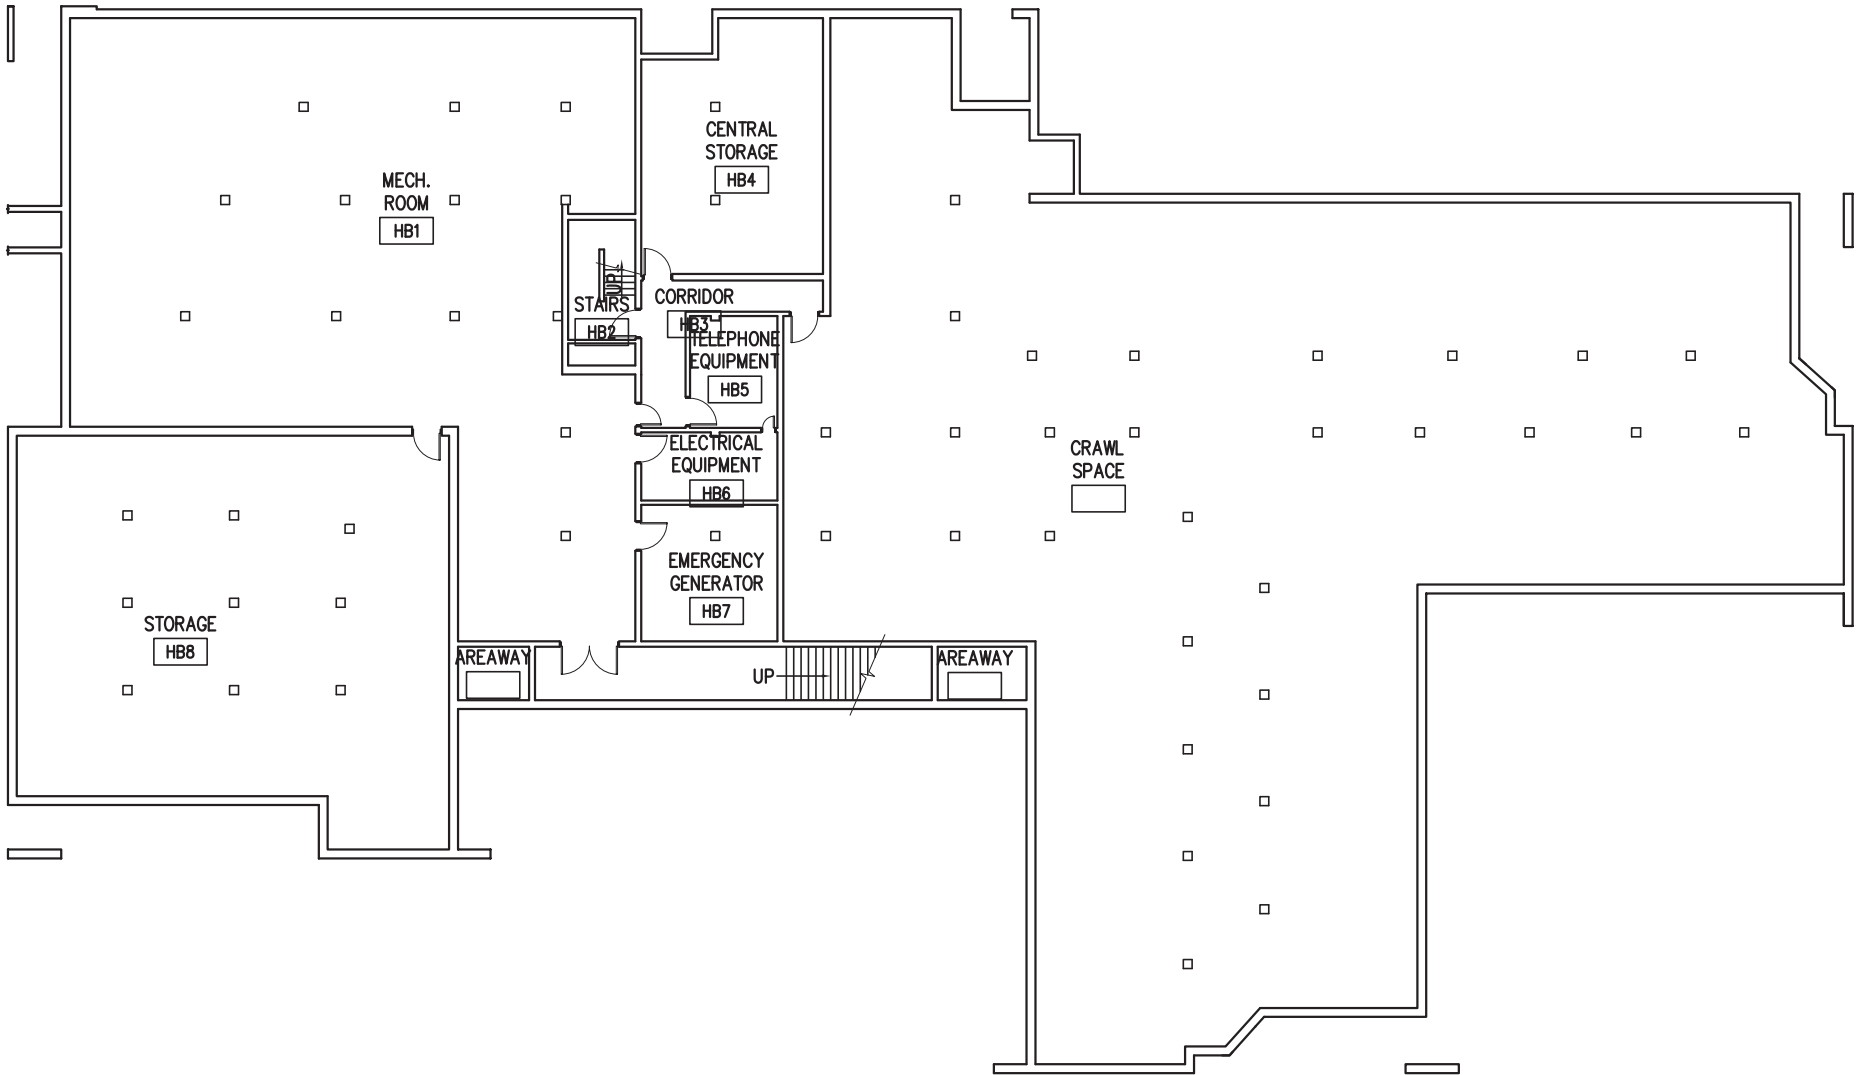 CENTRAL
STORAGE
HB4
MECH.
ROOM
HB1
UP
STAIRS
HB2
CORRIDOR
HB3
TELEPHONE
EQUIPMENT
HB5
ELECTRICAL
EQUIPMENT
HB6
CRAWL
SPACE
EMERGENCY
GENERATOR
HB7
STORAGE
HB8
AREAWAY
UP
AREAWAY